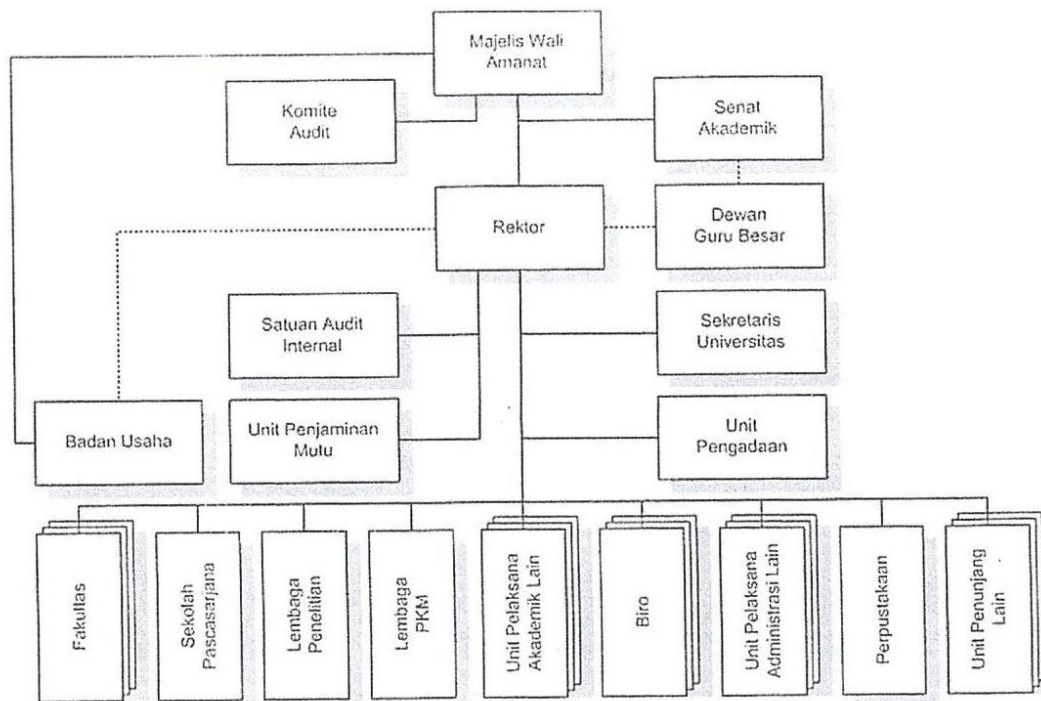 Majelis Wali
Amanat
Komite
Audit
Senat
Akademik
Rektor
Dewan
Guru Besar
Satuan Audit
Internal
Sekretaris
Universitas
Badan Usaha
Unit Penjaminan
Mutu
Unit
Pengadaan
Fakultas
Sekolah
Pascasarjana
Lembaga
Penelitian
Lembaga
PKM
Unit Pelaksana
Akademik Lain
Biro
Unit Pelaksana
Administrasi Lain
Perpustakaan
Unit Penunjang
Lain